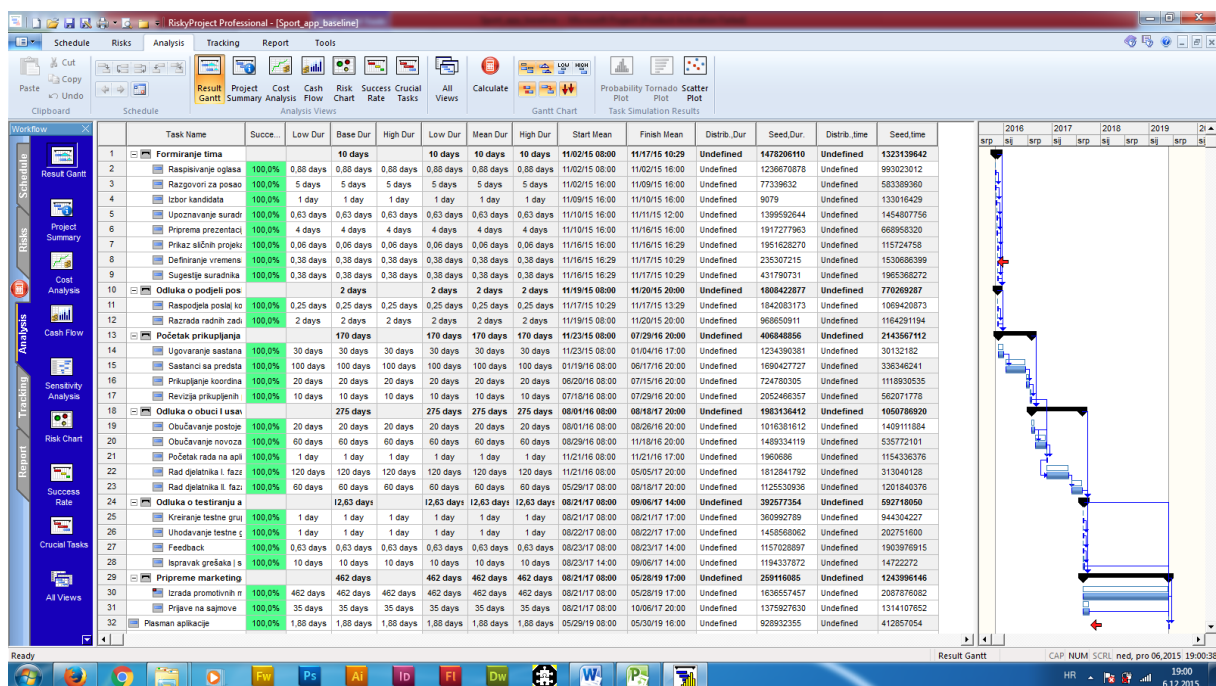 RiskyProject Professional - [Sport_app_baseline]
Schedule Risks Analysis Tracking Report Tools
Cut
Copy
Undo
Paste
Result Gantt Project Summary Cost Analysis Cash Flow Risk Chart Success Rate Crucial Tasks All Views Calculate Probability Plot Tornado Plot Scatter Plot
LOW HIGH
Clipboard Schedule Analysis Views Gantt Chart Task Simulation Results
Workflow
Schedule
Risks
Analysis
Tracking
Report
Result Gantt
Project Summary
Cost Analysis
Cash Flow
Sensitivity Analysis
Risk Chart
Success Rate
Crucial Tasks
All Views
Task Name Succe... Low Dur Base Dur High Dur Low Dur Mean Dur High Dur Start Mean Finish Mean Distrib.,Dur Seed,Dur. Distrib.,time Seed,time
2016 2017 2018 2019
srp sij srp sij srp sij srp sij srp
1 Formiranje tima 10 days 10 days 10 days 10 days 11/02/15 08:00 11/17/15 10:29 Undefined 1478206110 Undefined 1323139642
2 Raspisivanje oglasa 100,0% 0,88 days 0,88 days 0,88 days 0,88 days 0,88 days 0,88 days 11/02/15 08:00 11/02/15 16:00 Undefined 1236670878 Undefined 993023012
3 Razgovori za posao 100,0% 5 days 5 days 5 days 5 days 5 days 5 days 11/02/15 16:00 11/09/15 16:00 Undefined 77339632 Undefined 583389360
4 Izbor kandidata 100,0% 1 day 1 day 1 day 1 day 1 day 1 day 11/09/15 16:00 11/10/15 16:00 Undefined 9079 Undefined 133016429
5 Upoznavanje suradr 100,0% 0,63 days 0,63 days 0,63 days 0,63 days 0,63 days 0,63 days 11/10/15 16:00 11/11/15 12:00 Undefined 1399592644 Undefined 1454807756
6 Priprema prezentaci 100,0% 4 days 4 days 4 days 4 days 4 days 4 days 11/10/15 16:00 11/16/15 16:00 Undefined 1917277963 Undefined 668958320
7 Prikaz sličnih projeka 100,0% 0,06 days 0,06 days 0,06 days 0,06 days 0,06 days 0,06 days 11/16/15 16:00 11/16/15 16:29 Undefined 1951628270 Undefined 115724758
8 Definiranje vremens 100,0% 0,38 days 0,38 days 0,38 days 0,38 days 0,38 days 0,38 days 11/16/15 16:29 11/17/15 10:29 Undefined 235307215 Undefined 1530686399
9 Sugestije suradnika 100,0% 0,38 days 0,38 days 0,38 days 0,38 days 0,38 days 0,38 days 11/16/15 16:29 11/17/15 10:29 Undefined 431790731 Undefined 1965368272
10 Odluka o podjeli pos 2 days 2 days 2 days 2 days 11/19/15 08:00 11/20/15 20:00 Undefined 1808422877 Undefined 770269287
11 Raspodjela posla| ko 100,0% 0,25 days 0,25 days 0,25 days 0,25 days 0,25 days 0,25 days 11/17/15 10:29 11/17/15 13:29 Undefined 1842083173 Undefined 1069420873
12 Razrada radnih zada 100,0% 2 days 2 days 2 days 2 days 2 days 2 days 11/19/15 08:00 11/20/15 20:00 Undefined 968650911 Undefined 1164291194
13 Početak prikupljanja 170 days 170 days 170 days 170 days 11/23/15 08:00 07/29/16 20:00 Undefined 406848856 Undefined 2143567112
14 Ugovaranje sastana 100,0% 30 days 30 days 30 days 30 days 30 days 30 days 11/23/15 08:00 01/04/16 17:00 Undefined 1234390381 Undefined 30132182
15 Sastanci sa predsta 100,0% 100 days 100 days 100 days 100 days 100 days 100 days 01/19/16 08:00 06/17/16 20:00 Undefined 1690427727 Undefined 336346241
16 Prikupljanje koordina 100,0% 20 days 20 days 20 days 20 days 20 days 20 days 06/20/16 08:00 07/15/16 20:00 Undefined 724780305 Undefined 1118930535
17 Revizija prikupljenih 100,0% 10 days 10 days 10 days 10 days 10 days 10 days 07/18/16 08:00 07/29/16 20:00 Undefined 2052466357 Undefined 562071778
18 Odluka o obuci I usav 275 days 275 days 275 days 275 days 08/01/16 08:00 08/18/17 20:00 Undefined 1983136412 Undefined 1050786920
19 Obučavanje postoje 100,0% 20 days 20 days 20 days 20 days 20 days 20 days 08/01/16 08:00 08/26/16 20:00 Undefined 1016381612 Undefined 1409111884
20 Obučavanje novoza 100,0% 60 days 60 days 60 days 60 days 60 days 60 days 08/29/16 08:00 11/18/16 20:00 Undefined 1489334119 Undefined 535772101
21 Početak rada na apli 100,0% 1 day 1 day 1 day 1 day 1 day 1 day 11/21/16 08:00 11/21/16 17:00 Undefined 1960686 Undefined 1154336376
22 Rad djelatnika I. faza 100,0% 120 days 120 days 120 days 120 days 120 days 120 days 11/21/16 08:00 05/05/17 20:00 Undefined 1812841792 Undefined 313040128
23 Rad djelatnika II. faza 100,0% 60 days 60 days 60 days 60 days 60 days 60 days 05/29/17 08:00 08/18/17 20:00 Undefined 1125530936 Undefined 1201840376
24 Odluka o testiranju a 12,63 days 12,63 days 12,63 days 12,63 days 08/21/17 08:00 09/06/17 14:00 Undefined 392577354 Undefined 592718050
25 Kreiranje testne grup 100,0% 1 day 1 day 1 day 1 day 1 day 1 day 08/21/17 08:00 08/21/17 17:00 Undefined 360992789 Undefined 944304227
26 Uhodavanje testne g 100,0% 1 day 1 day 1 day 1 day 1 day 1 day 08/22/17 08:00 08/22/17 17:00 Undefined 1458568062 Undefined 202751600
27 Feedback 100,0% 0,63 days 0,63 days 0,63 days 0,63 days 0,63 days 0,63 days 08/23/17 08:00 08/23/17 14:00 Undefined 1157028897 Undefined 1903976915
28 Ispravak grešaka | s 100,0% 10 days 10 days 10 days 10 days 10 days 10 days 08/23/17 14:00 09/06/17 14:00 Undefined 1194337872 Undefined 14722272
29 Pripreme marketing 462 days 462 days 462 days 462 days 08/21/17 08:00 05/28/19 17:00 Undefined 259116085 Undefined 1243996146
30 Izrada promotivnih m 100,0% 462 days 462 days 462 days 462 days 462 days 462 days 08/21/17 08:00 05/28/19 17:00 Undefined 1636557457 Undefined 2087876082
31 Prijave na sajmove 100,0% 35 days 35 days 35 days 35 days 35 days 35 days 08/21/17 08:00 10/06/17 20:00 Undefined 1375927630 Undefined 1314107652
32 Plasman aplikacije 100,0% 1,88 days 1,88 days 1,88 days 1,88 days 1,88 days 1,88 days 05/29/19 08:00 05/30/19 16:00 Undefined 928932355 Undefined 412857054
Ready Result Gantt CAP NUM SCRL ned, pro 06,2015 19:00:38
Fw Ps Ai ID Fl Dw W P HR 19:00
6.12.2015